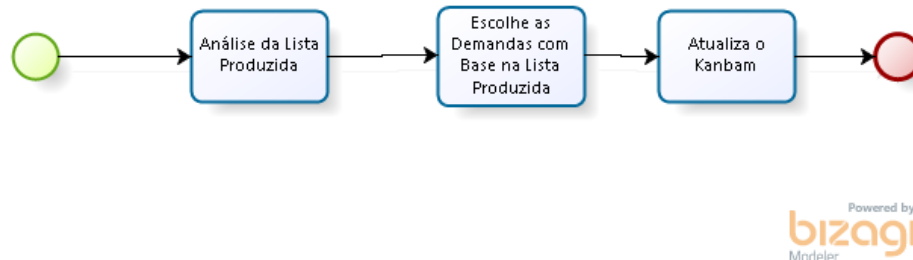 Análise da Lista
Produzida
Escolhe as
Demandas com
Base na Lista
Produzida
Atualiza o
Kanbam
Powered by
bizagi
Modeler